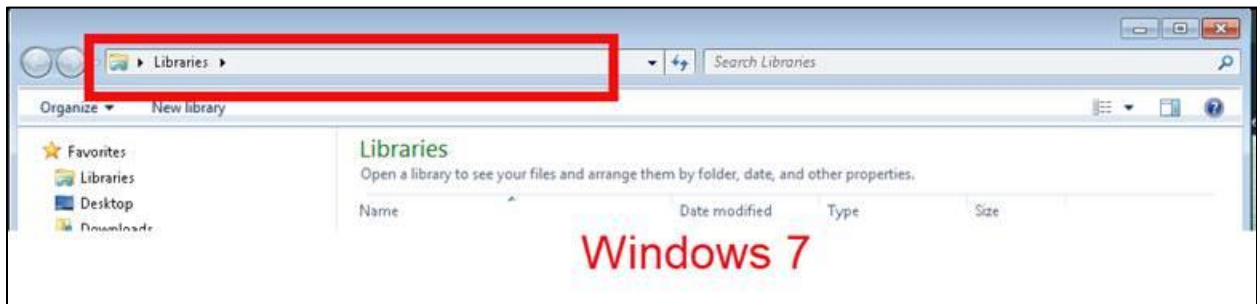 Libraries
Search Libraries
Organize New library
Favorites
Libraries
Desktop
Downloads
Libraries
Open a library to see your files and arrange them by folder, date, and other properties.
Name Date modified Type Size
Windows 7